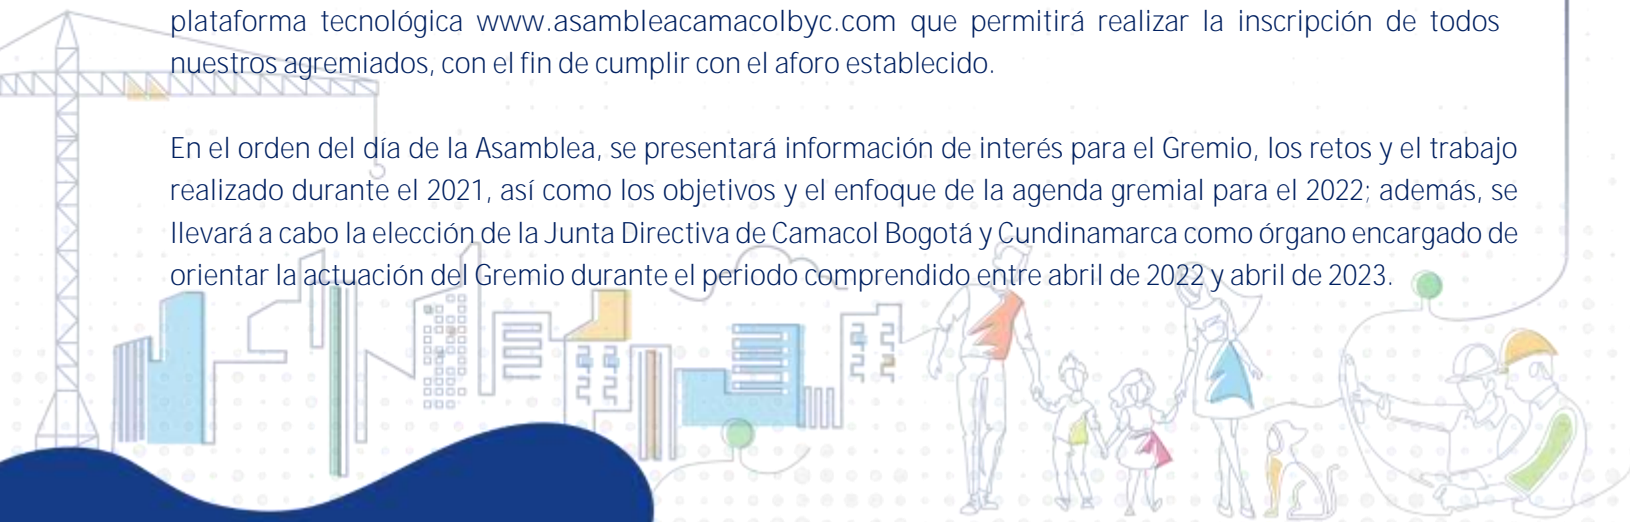 plataforma tecnológica www.asambleacamacolbyc.com que permitirá realizar la inscripción de todos
nuestros agremiados, con el fin de cumplir con el aforo establecido.
En el orden del día de la Asamblea, se presentará información de interés para el Gremio, los retos y el trabajo
realizado durante el 2021, así como los objetivos y el enfoque de la agenda gremial para el 2022; además, se
llevará a cabo la elección de la Junta Directiva de Camacol Bogotá y Cundinamarca como órgano encargado de
orientar la actuación del Gremio durante el periodo comprendido entre abril de 2022 y abril de 2023.